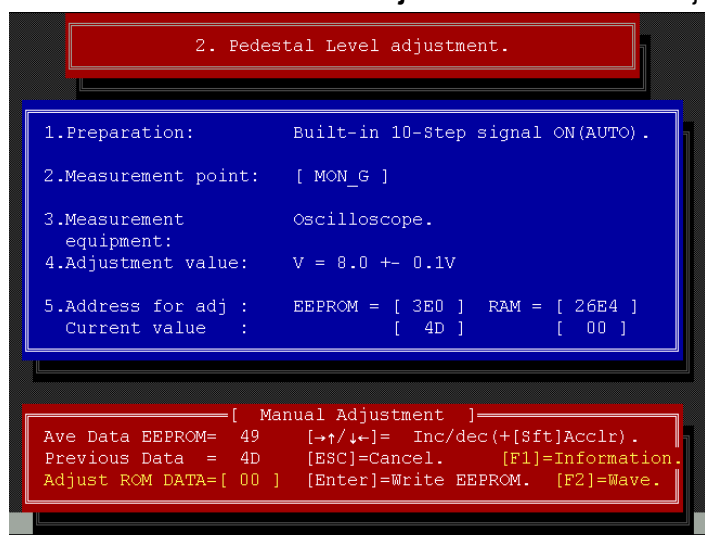 2. Pedestal Level adjustment.
1.Preparation: Built-in 10-Step signal ON(AUTO).
2.Measurement point: [ MON_G ]
3.Measurement Oscilloscope.
equipment:
4.Adjustment value: V = 8.0 +- 0.1V
5.Address for adj : EEPROM = [ 3E0 ] RAM = [ 26E4 ]
Current value : [ 4D ] [ 00 ]
[ Manual Adjustment ]
Ave Data EEPROM= 49 [→↑/↓←]= Inc/dec(+[Sft]Acclr).
Previous Data = 4D [ESC]=Cancel. [F1]=Information.
Adjust ROM DATA=[ 00 ] [Enter]=Write EEPROM. [F2]=Wave.